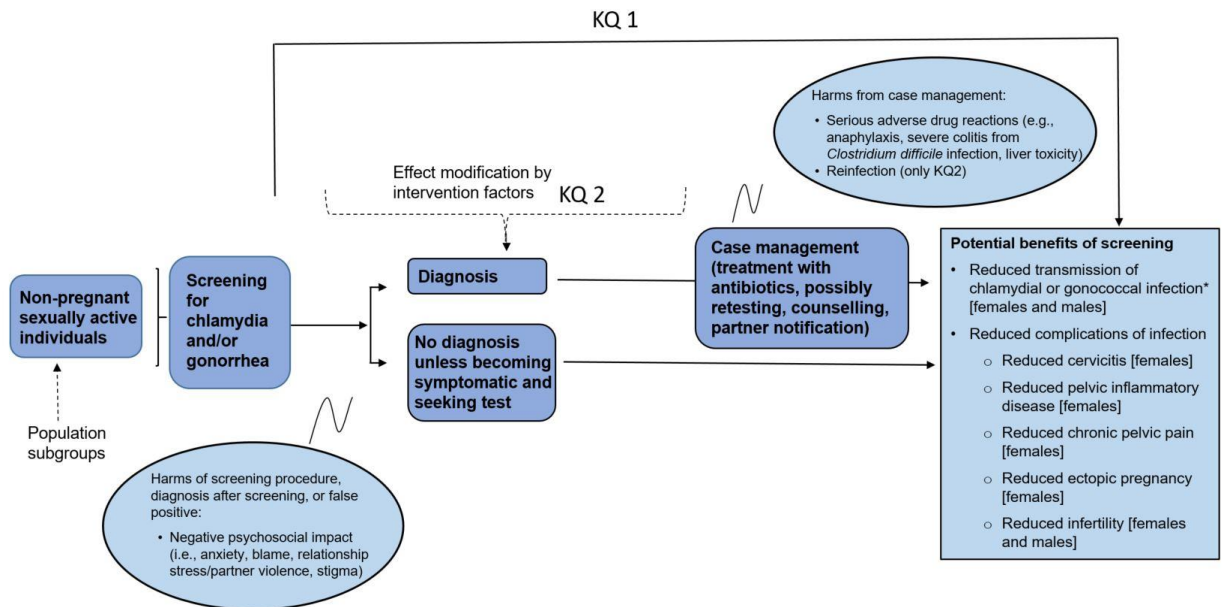 KQ 1
Harms from case management:
• Serious adverse drug reactions (e.g.,
anaphylaxis, severe colitis from
Clostridium difficile infection, liver toxicity)
• Reinfection (only KQ2)
Effect modification by
intervention factors
KQ 2
Non-pregnant
sexually active
individuals
Screening
for
chlamydia
and/or
gonorrhea
Diagnosis
No diagnosis
unless becoming
symptomatic and
seeking test
Case management
(treatment with
antibiotics, possibly
retesting, counselling,
partner notification)
Potential benefits of screening
• Reduced transmission of
chlamydial or gonococcal infection*
[females and males]
• Reduced complications of infection
o Reduced cervicitis [females]
o Reduced pelvic inflammatory
disease [females]
o Reduced chronic pelvic pain
[females]
o Reduced ectopic pregnancy
[females]
o Reduced infertility [females
and males]
Population
subgroups
Harms of screening procedure,
diagnosis after screening, or false
positive:
• Negative psychosocial impact
(i.e., anxiety, blame, relationship
stress/partner violence, stigma)